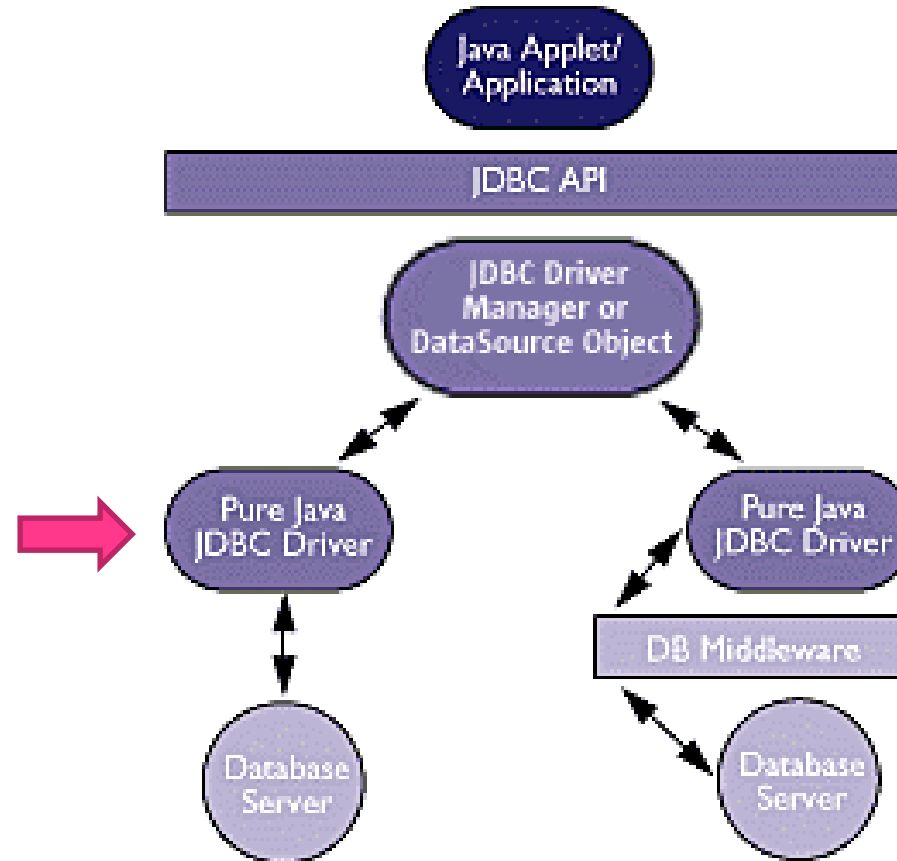 Java Applet/
Application
JDBC API
JDBC Driver
Manager or
DataSource Object
Pure Java
JDBC Driver
Pure Java
JDBC Driver
DB Middleware
Database
Server
Database
Server